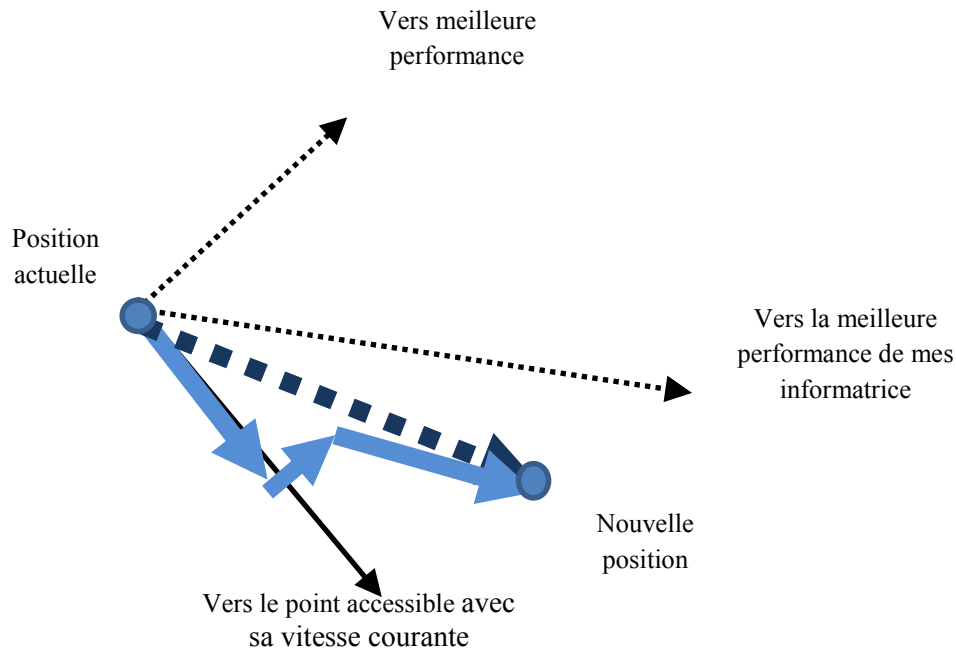 Vers meilleure
performance
Position
actuelle
Vers la meilleure
performance de mes
informatrice
Nouvelle
position
Vers le point accessible avec
sa vitesse courante